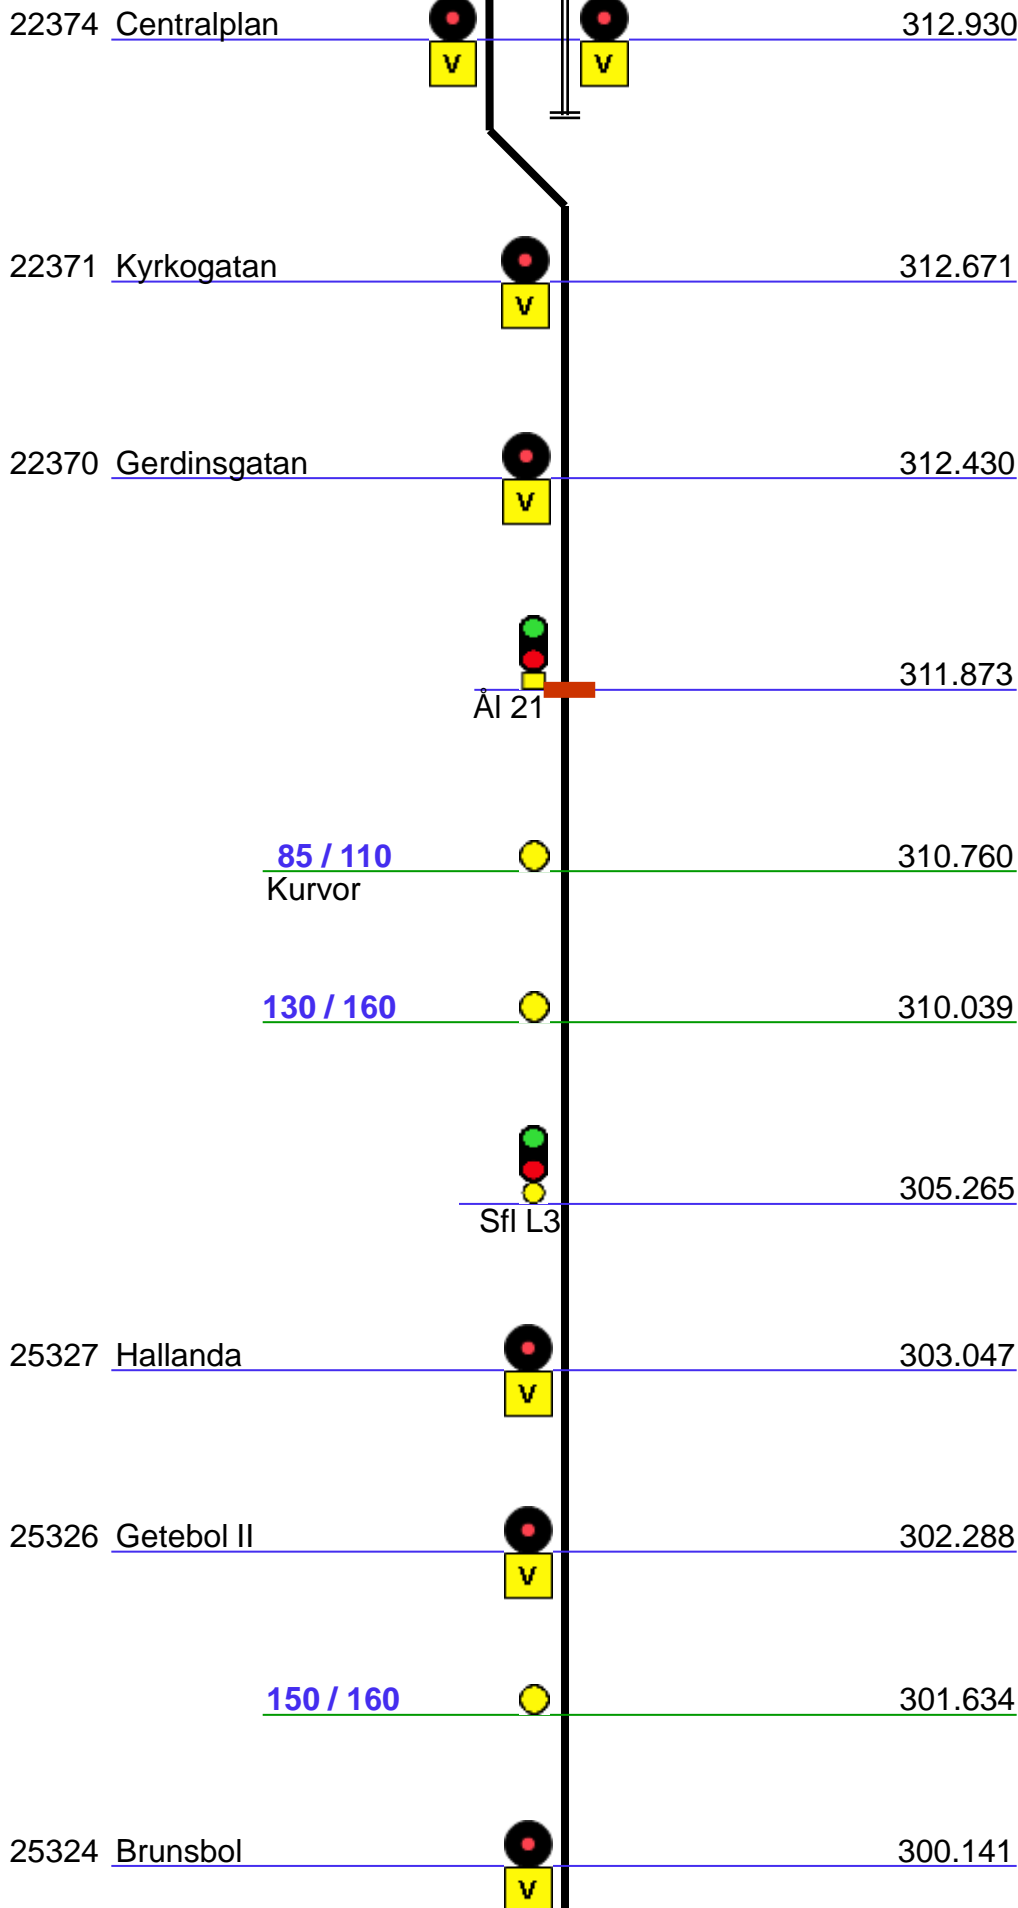 22374 Centralplan 312.930
V V
22371 Kyrkogatan 312.671
V
22370 Gerdinsgatan 312.430
V
311.873
Ål 21
85 / 110 310.760
Kurvor
130 / 160 310.039
305.265
Sfl L3
25327 Hallanda 303.047
V
25326 Getebol II 302.288
V
150 / 160 301.634
25324 Brunsbol 300.141
V